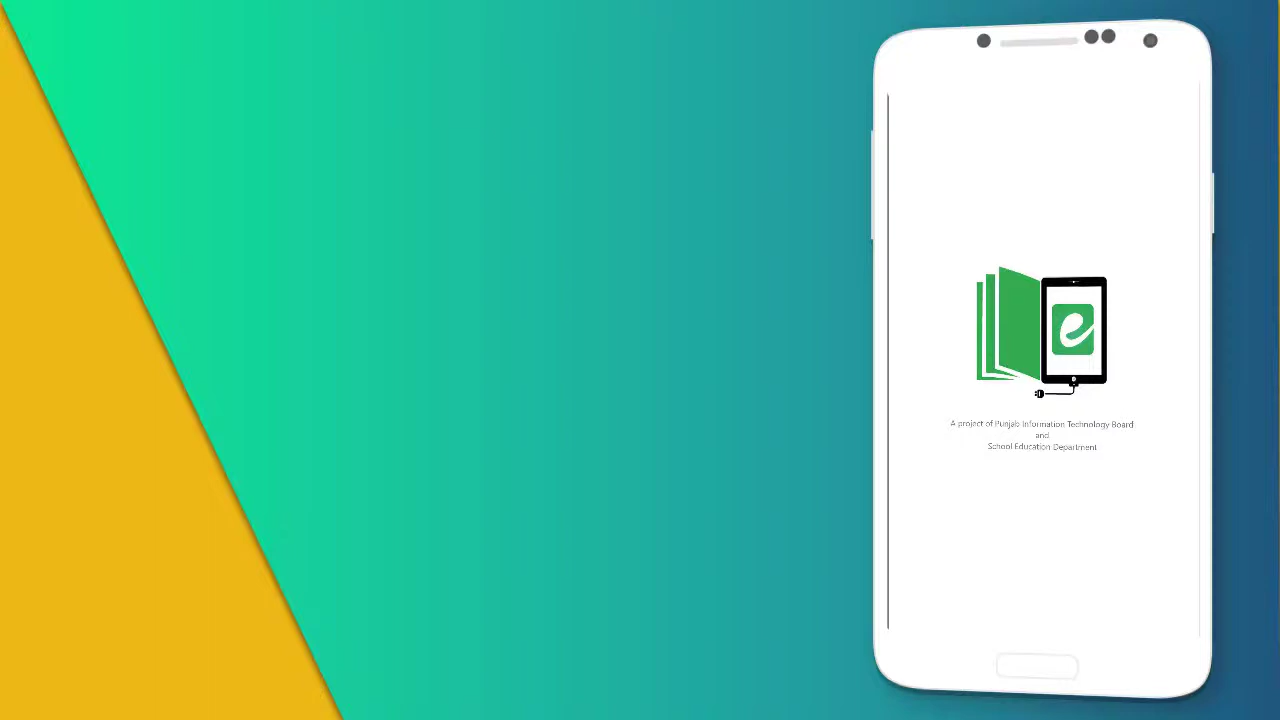 e
A project of Punjab Information Technology Board
and
School Education Department